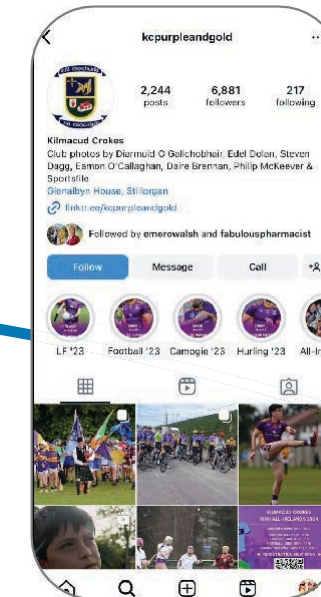 kcpurpleandgold
2,244 6,881 217
posts followers following
Kilmacud Crokes
Club photos by Diarmuid O Gallchobhair, Edel Dolan, Steven
Dagg, Eamon O'Callaghan, Daire Brennan, Philip McKeever &
Sportsfile
Glenalbyn House, Stillorgan
linktr.ee/kcpurpleandgold
Followed by emerowalsh and fabulouspharmacist
Follow Message Call
LF '23 Football '23 Camogie '23 Hurling '23 All-Ir
KILMACUD CROKES